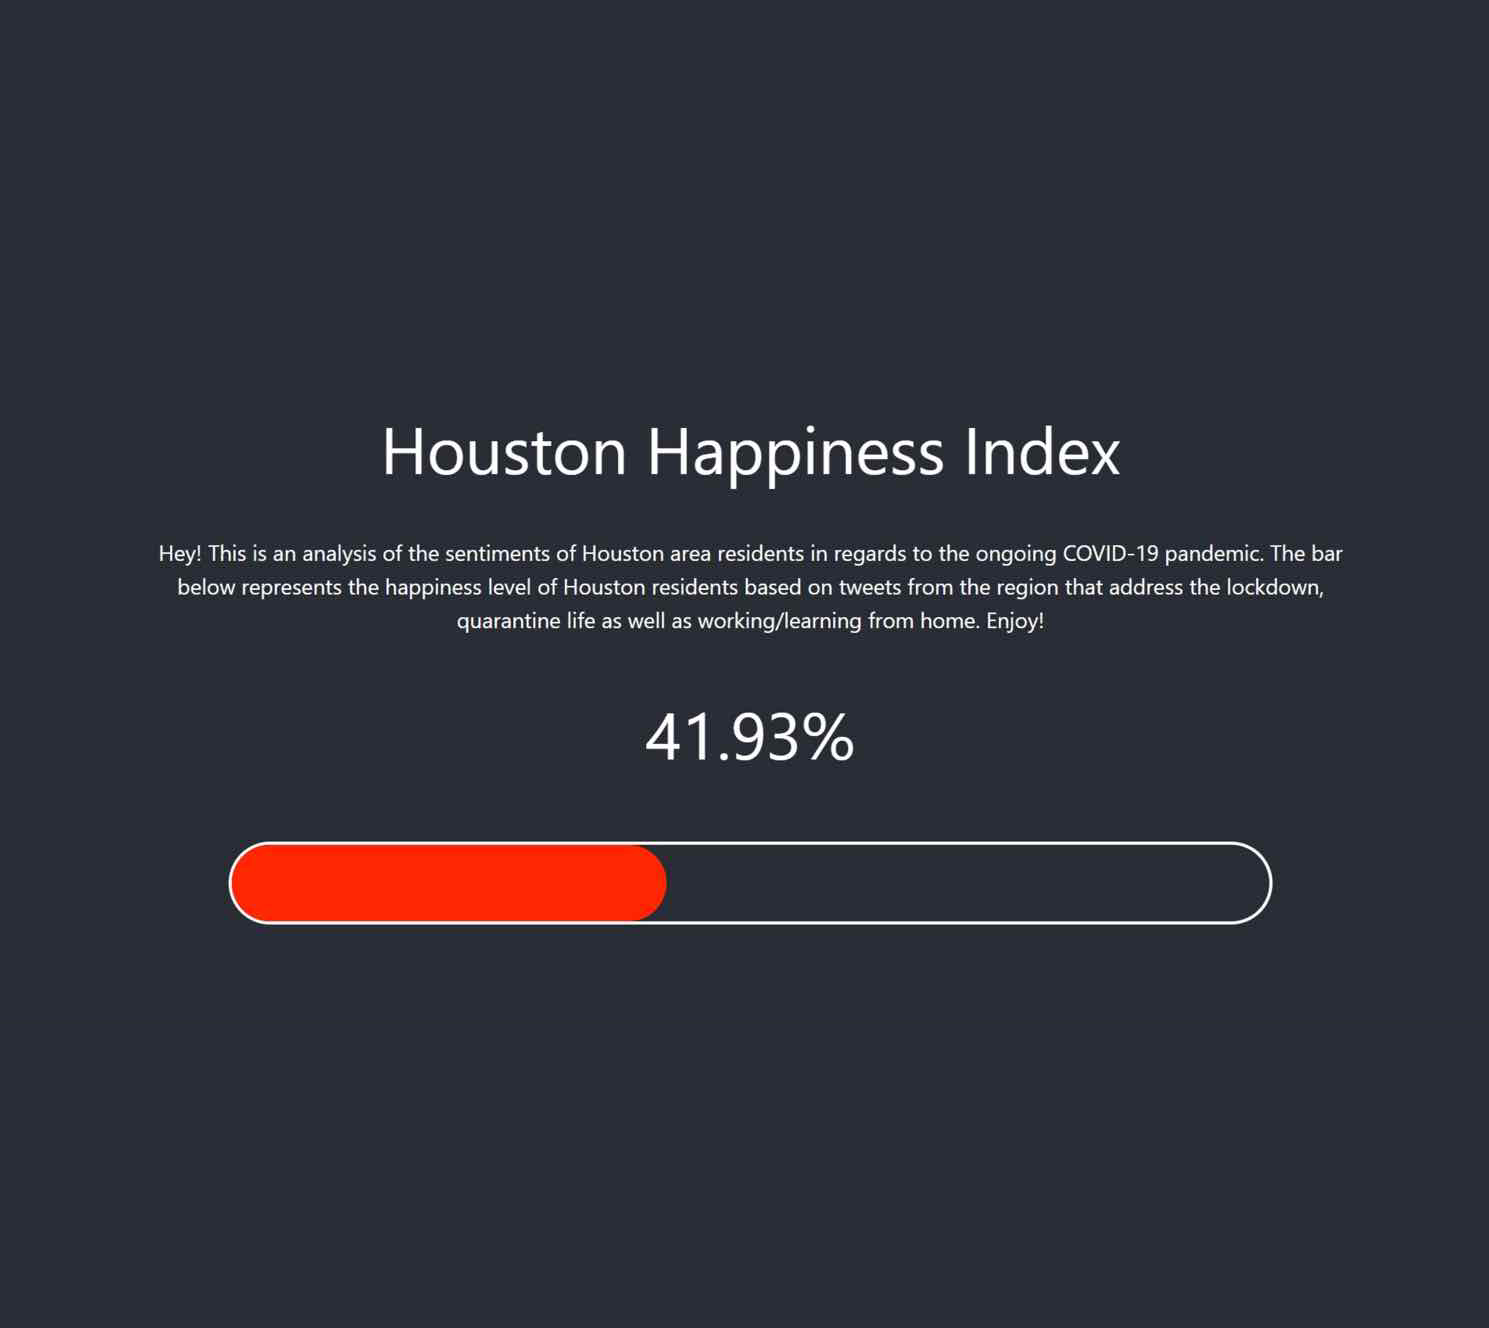 Houston Happiness Index
Hey! This is an analysis of the sentiments of Houston area residents in regards to the ongoing COVID-19 pandemic. The bar
below represents the happiness level of Houston residents based on tweets from the region that address the lockdown,
quarantine life as well as working/learning from home. Enjoy!
41.93%